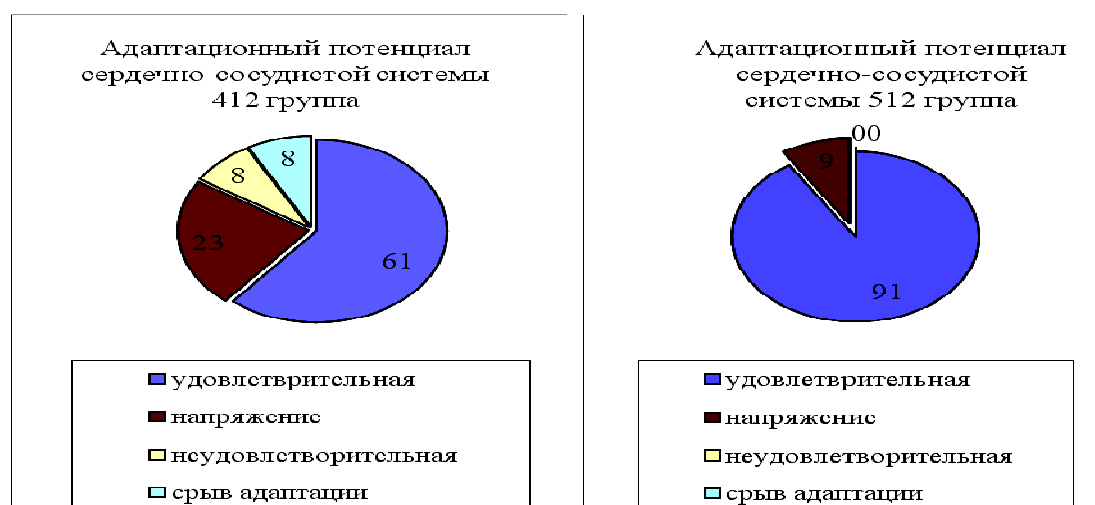 Адаптационный потенциал
сердечно сосудистой системы
412 группа
8
8
23
61
удовлетврительная
напряжение
неудовлетворительная
срыв адаптации
Адаптационный потенциал
сердечно-сосудистой
системы 512 группа
00
9
91
удовлетврительная
напряжение
неудовлетворительная
срыв адаптации